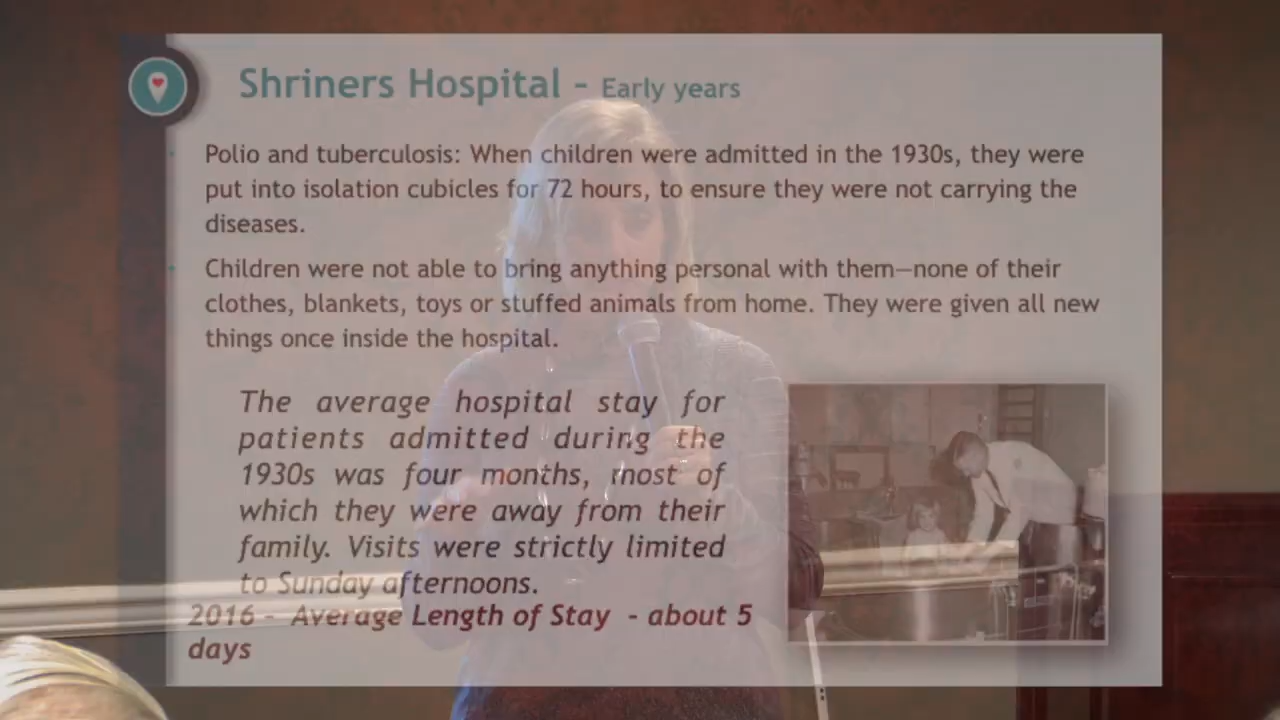 Shriners Hospital – Early years
Polio and tuberculosis: When children were admitted in the 1930s, they were
put into isolation cubicles for 72 hours, to ensure they were not carrying the
diseases.
Children were not able to bring anything personal with them—none of their
clothes, blankets, toys or stuffed animals from home. They were given all new
things once inside the hospital.
The average hospital stay for
patients admitted during the
1930s was four months, most of
which they were away from their
family. Visits were strictly limited
to Sunday afternoons.
2016 – Average Length of Stay - about 5
days